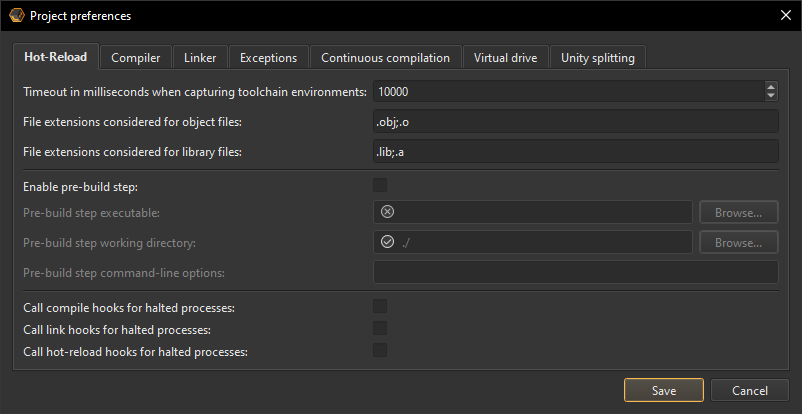 Project preferences
Hot-Reload Compiler Linker Exceptions Continuous compilation Virtual drive Unity splitting
Timeout in milliseconds when capturing toolchain environments: 10000
File extensions considered for object files: .obj;.o
File extensions considered for library files: .lib;.a
Enable pre-build step:
Pre-build step executable: Browse...
Pre-build step working directory: ./ Browse...
Pre-build step command-line options:
Call compile hooks for halted processes:
Call link hooks for halted processes:
Call hot-reload hooks for halted processes:
Save Cancel